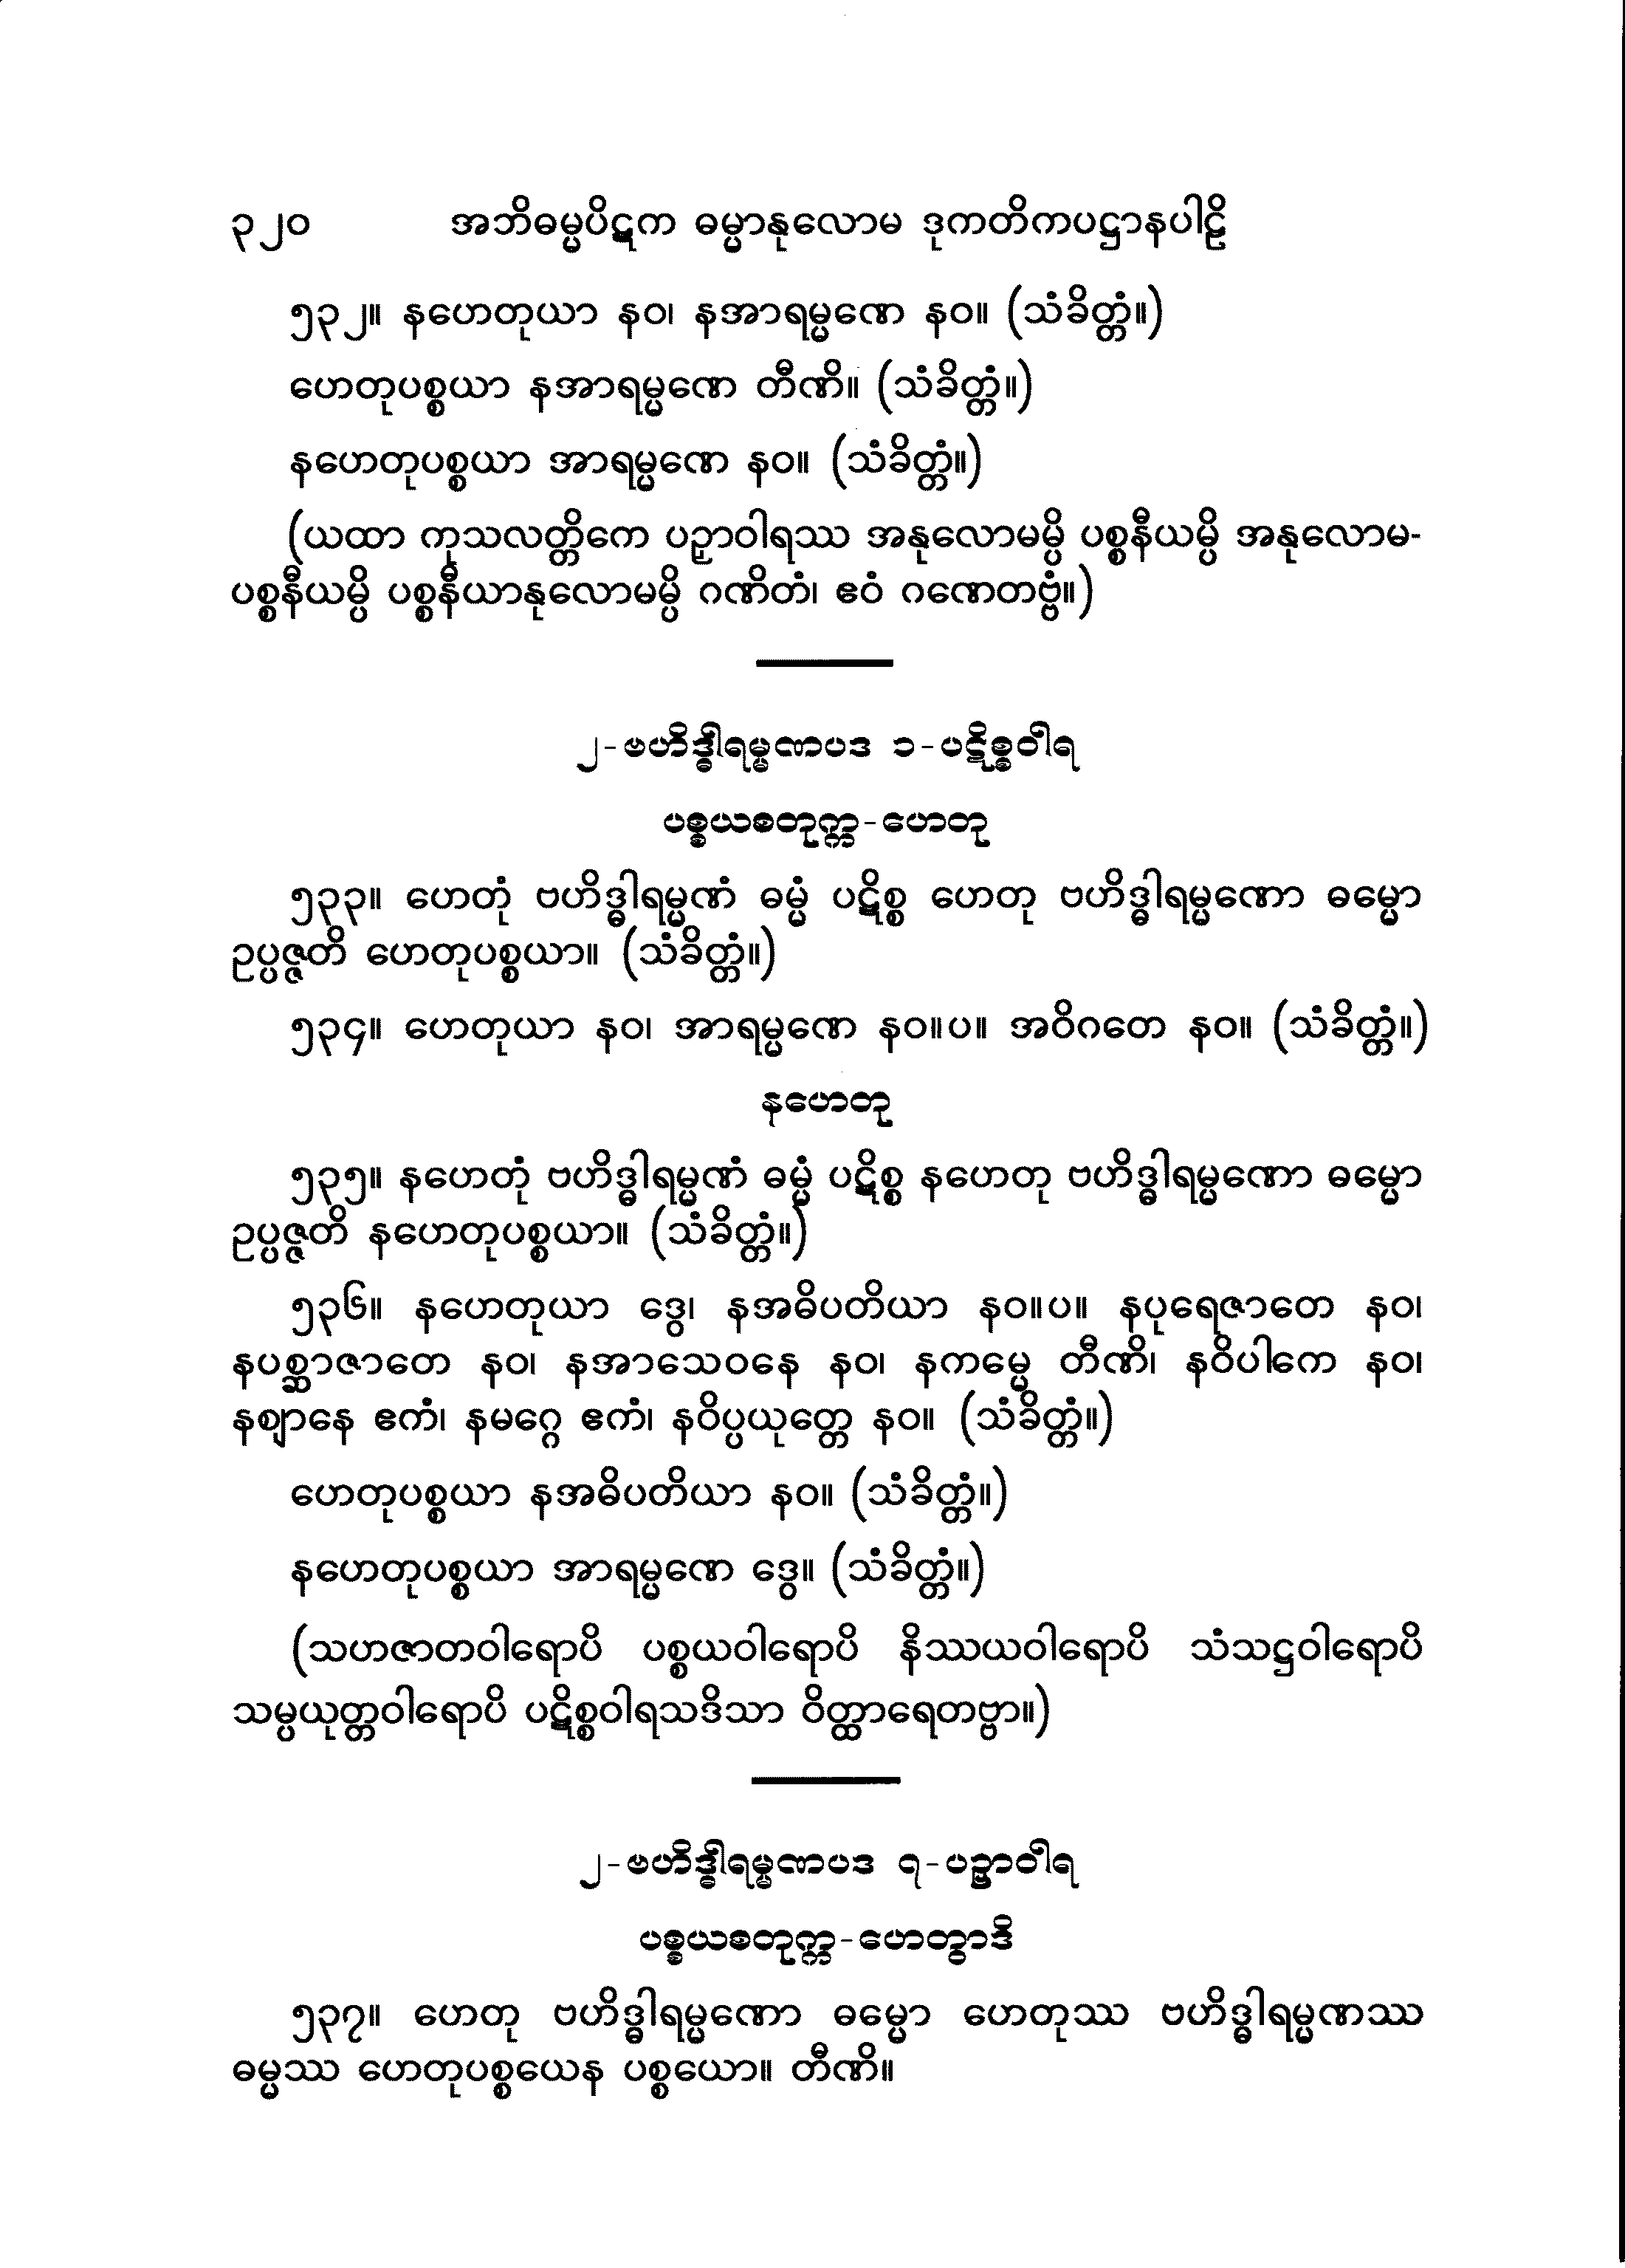 ၃၂၀ အဘိဓမ္မပိဋက ဓမ္မာနုလောမ ဒုကတိကပဋ္ဌာနပါဠိ
၅၃၂။ နဟေတုယာ နဝ၊ နအာရမ္မဏေ နဝ။ (သံခိတ္တံ။)
ဟေတုပစ္စယာ နအာရမ္မဏေ တီဏိ။ (သံခိတ္တံ။)
နဟေတုပစ္စယာ အာရမ္မဏေ နဝ။ (သံခိတ္တံ။)
(ယထာ ကုသလတ္တိကေ ပဉှာဝါရဿ အနုလောမမ္ပိ ပစ္စနီယမ္ပိ အနုလောမ-
ပစ္စနီယမ္ပိ ပစ္စနီယာနုလောမမ္ပိ ဂဏိတံ၊ ဧဝံ ဂဏေတဗ္ဗံ။)
၂-ဗဟိဒ္ဓါရမ္မဏပဒ ၁-ပဋိစ္စဝါရ
ပစ္စယစတုက္က-ဟေတု
၅၃၃။ ဟေတုံ ဗဟိဒ္ဓါရမ္မဏံ ဓမ္မံ ပဋိစ္စ ဟေတု ဗဟိဒ္ဓါရမ္မဏော ဓမ္မော
ဥပ္ပဇ္ဇတိ ဟေတုပစ္စယာ။ (သံခိတ္တံ။)
၅၃၄။ ဟေတုယာ နဝ၊ အာရမ္မဏေ နဝ။ပ။ အဝိဂတေ နဝ။ (သံခိတ္တံ။)
နဟေတု
၅၃၅။ နဟေတုံ ဗဟိဒ္ဓါရမ္မဏံ ဓမ္မံ ပဋိစ္စ နဟေတု ဗဟိဒ္ဓါရမ္မဏော ဓမ္မော
ဥပ္ပဇ္ဇတိ နဟေတုပစ္စယာ။ (သံခိတ္တံ။)
၅၃၆။ နဟေတုယာ ဒွေ၊ နအဓိပတိယာ နဝ။ပ။ နပုရေဇာတေ နဝ၊
နပစ္ဆာဇာတေ နဝ၊ နအာသေဝနေ နဝ၊ နကမ္မေ တီဏိ၊ နဝိပါကေ နဝ၊
နဈာနေ ဧကံ၊ နမဂ္ဂေ ဧကံ၊ နဝိပ္ပယုတ္တေ နဝ။ (သံခိတ္တံ။)
ဟေတုပစ္စယာ နအဓိပတိယာ နဝ။ (သံခိတ္တံ။)
နဟေတုပစ္စယာ အာရမ္မဏေ ဒွေ။ (သံခိတ္တံ။)
(သဟဇာတဝါရောပိ ပစ္စယဝါရောပိ နိဿယဝါရောပိ သံသဋ္ဌဝါရောပိ
သမ္ပယုတ္တဝါရောပိ ပဋိစ္စဝါရသဒိသာ ဝိတ္ထာရေတဗ္ဗာ။)
၂-ဗဟိဒ္ဓါရမ္မဏပဒ ၇-ပဉှာဝါရ
ပစ္စယစတုက္က-ဟေတွာဒိ
၅၃၇။ ဟေတု ဗဟိဒ္ဓါရမ္မဏော ဓမ္မော ဟေတုဿ ဗဟိဒ္ဓါရမ္မဏဿ
ဓမ္မဿ ဟေတုပစ္စယေန ပစ္စယော။ တီဏိ။